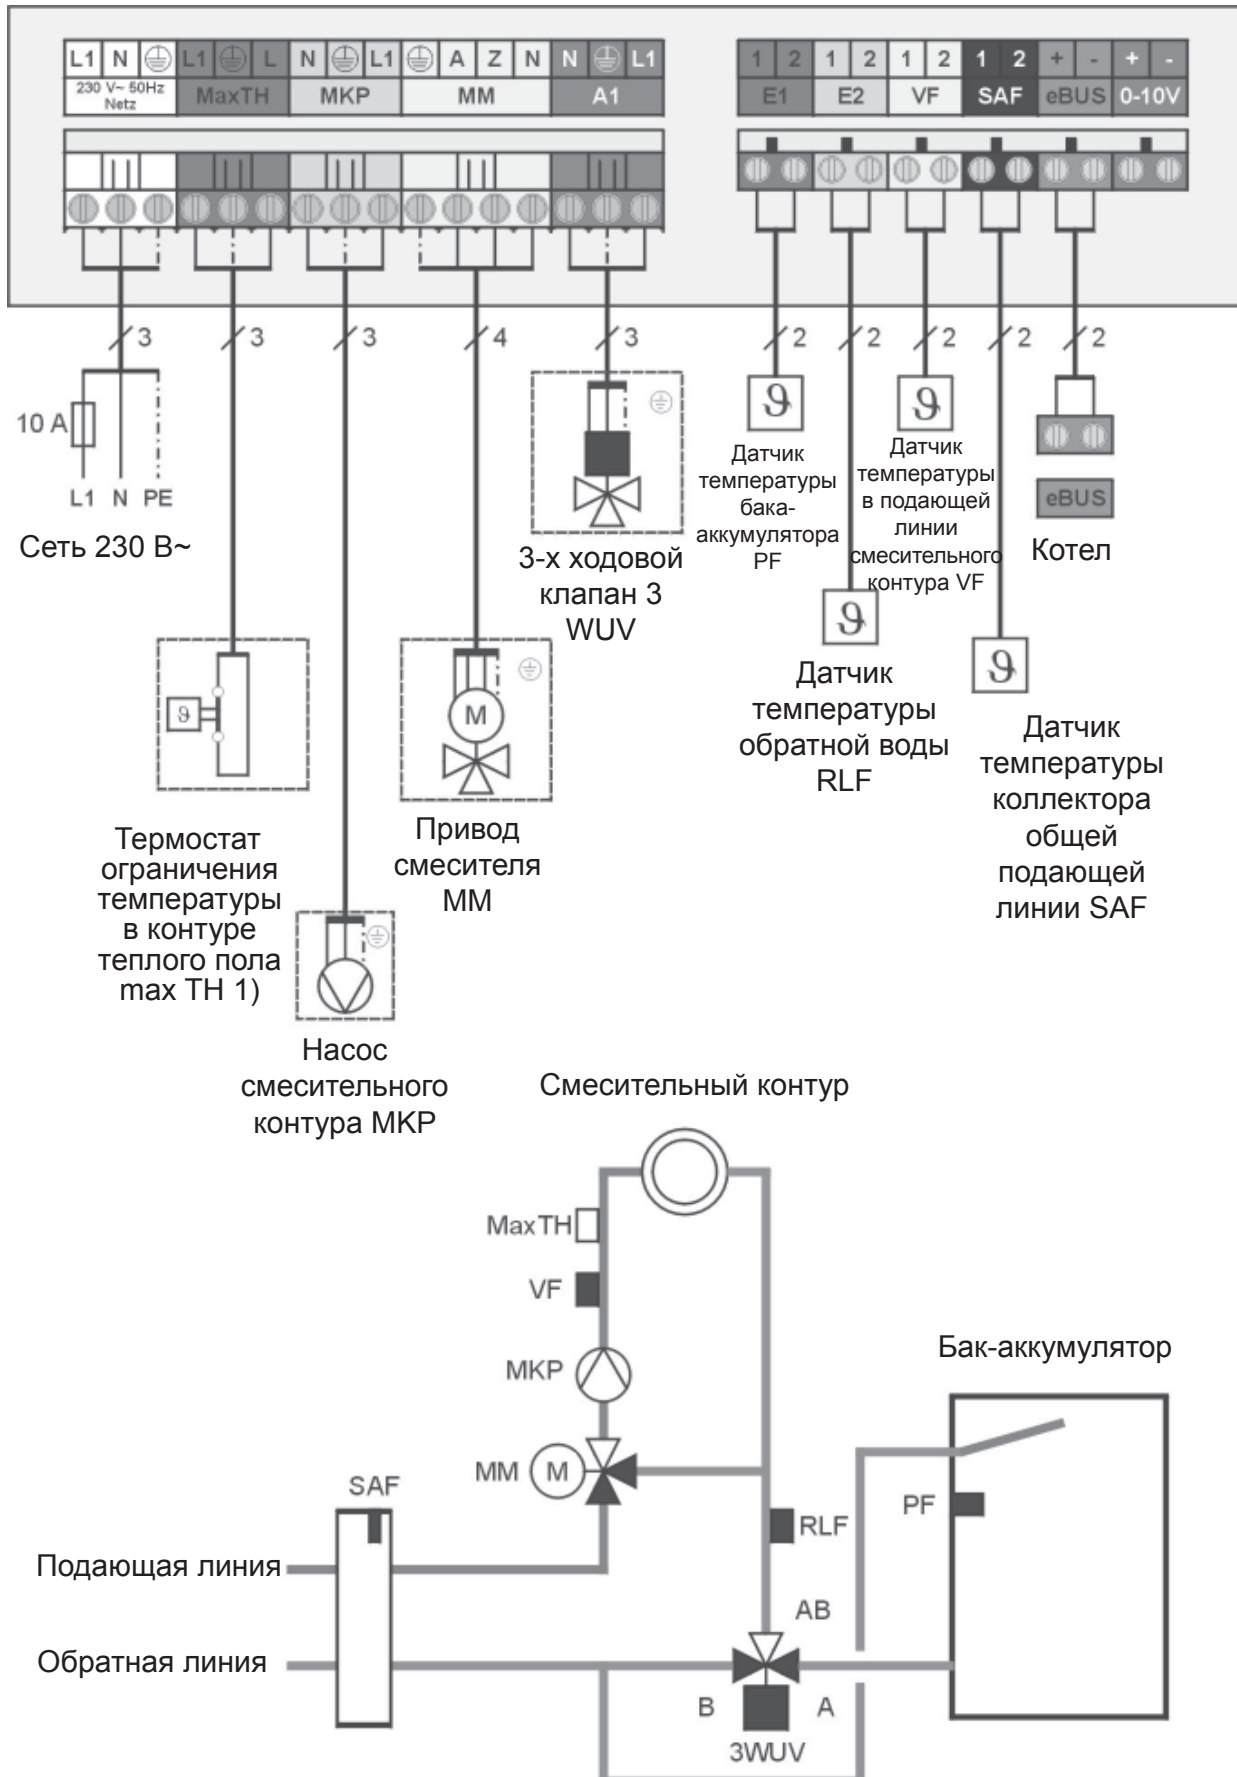 L1 N L1 L N L1 A Z N N L1 1 2 1 2 1 2 1 2 + - + -
230 V~ 50Hz
Netz
MaxTH MKP MM A1 E1 E2 VF SAF eBUS 0-10V
3 3 3 4 3 2 2 2 2 2
10 A
L1 N PE
Сеть 230 В~
ϑ
Датчик
температуры
бака-
аккумулятора
PF
ϑ
Датчик
температуры
в подающей
линии
смесительного
контура VF
eBUS
Котел
3-х ходовой
клапан 3
WUV
ϑ
Датчик
температуры
обратной воды
RLF
ϑ
Датчик
температуры
коллектора
общей
подающей
линии SAF
ϑ
Термостат
ограничения
температуры
в контуре
теплого пола
max TH 1)
M
Привод
смесителя
MM
Насос
смесительного
контура MKP
Смесительный контур
MaxTH
VF
MKP
MM M
Бак-аккумулятор
SAF
PF
RLF
Подающая линия
AB
Обратная линия
B A
3WUV